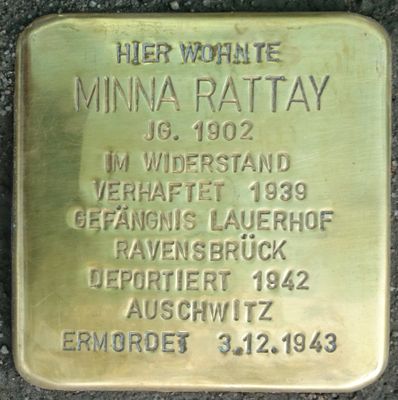 HIER WOHNTE
MINNA RATTAY
JG. 1902
IM WIDERSTAND
VERHAFTET 1939
GEFÄNGNIS LAUERHOF
RAVENSBRÜCK
DEPORTIERT 1942
AUSCHWITZ
ERMORDET 3.12.1943